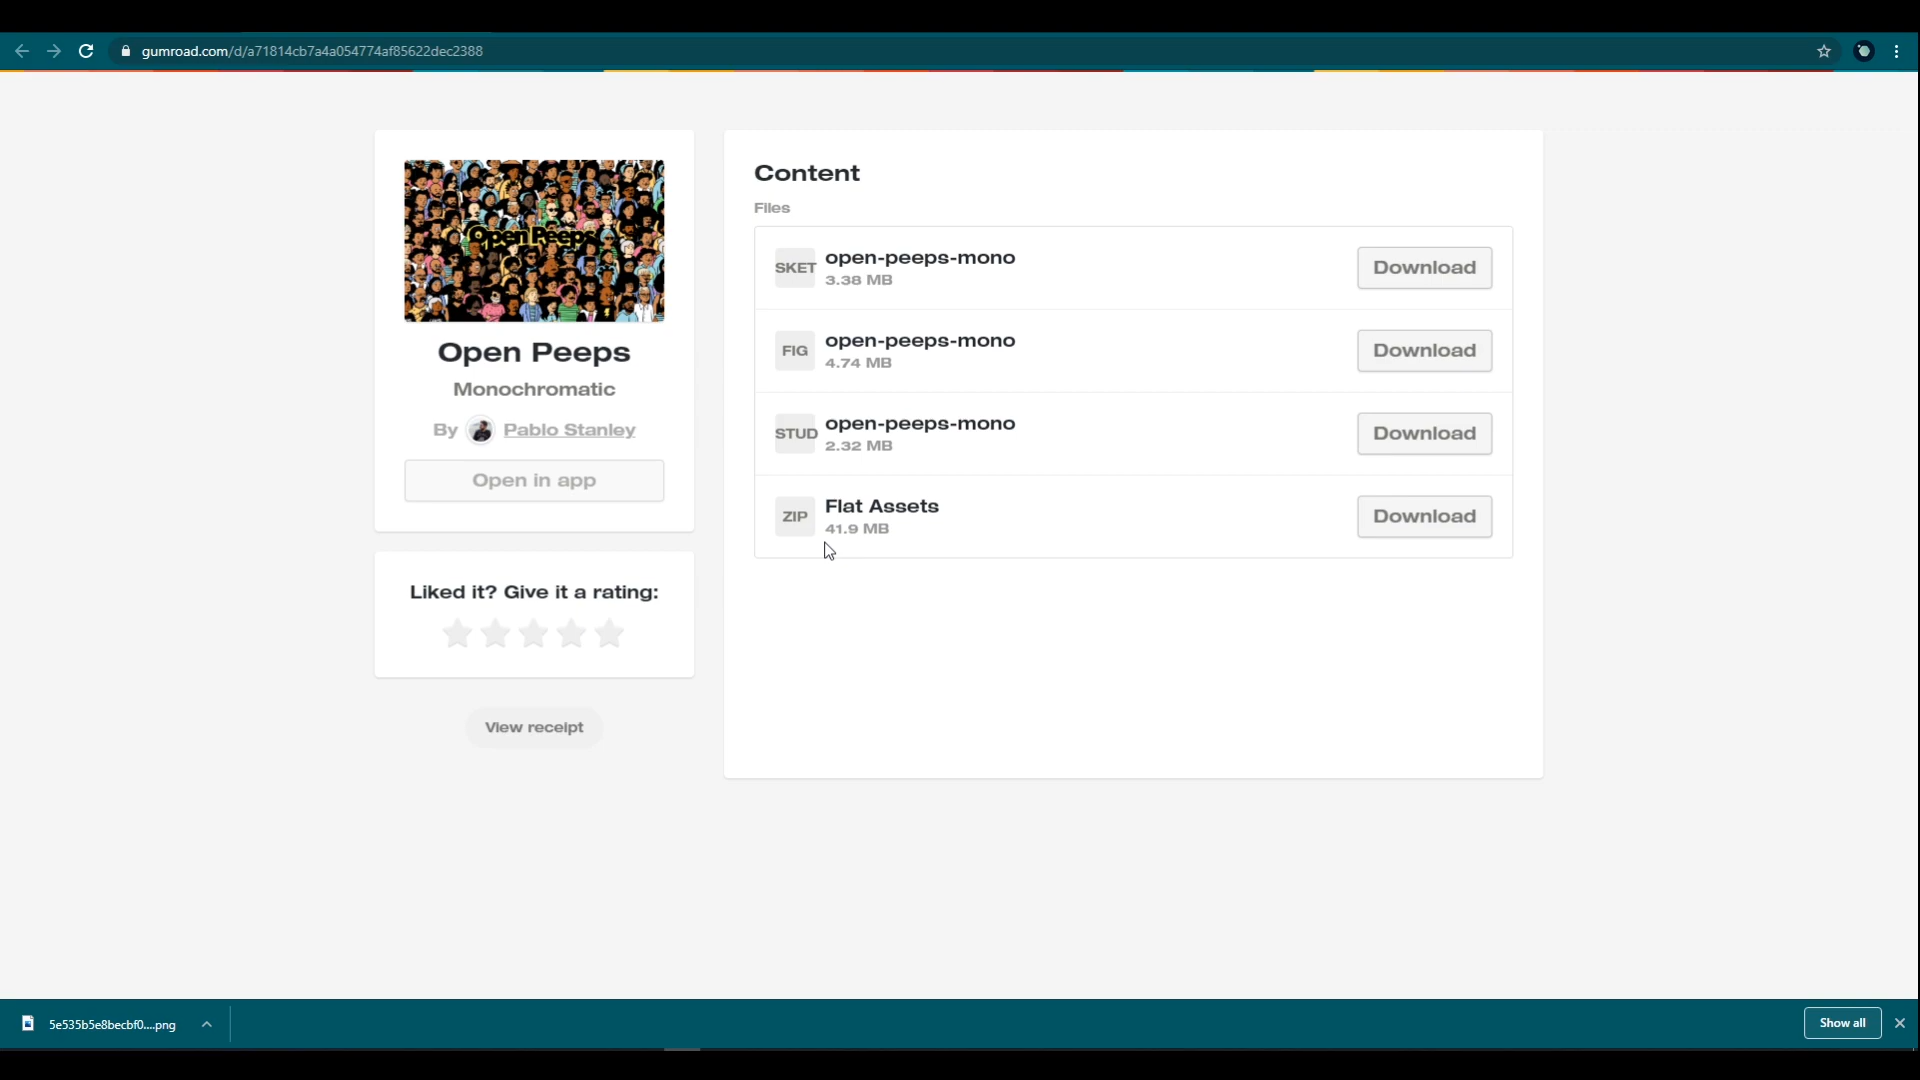 gumroad.com/d/a71814cb7a4a054774af85622dec2388
Open Peeps
Open Peeps
Monochromatic
By Pablo Stanley
Open in app
Liked it? Give it a rating:
View receipt
Content
Files
SKET open-peeps-mono Download
3.38 MB
FIG open-peeps-mono Download
4.74 MB
STUD open-peeps-mono Download
2.32 MB
ZIP Flat Assets Download
41.9 MB
5e535b5e8becbf0....png
Show all